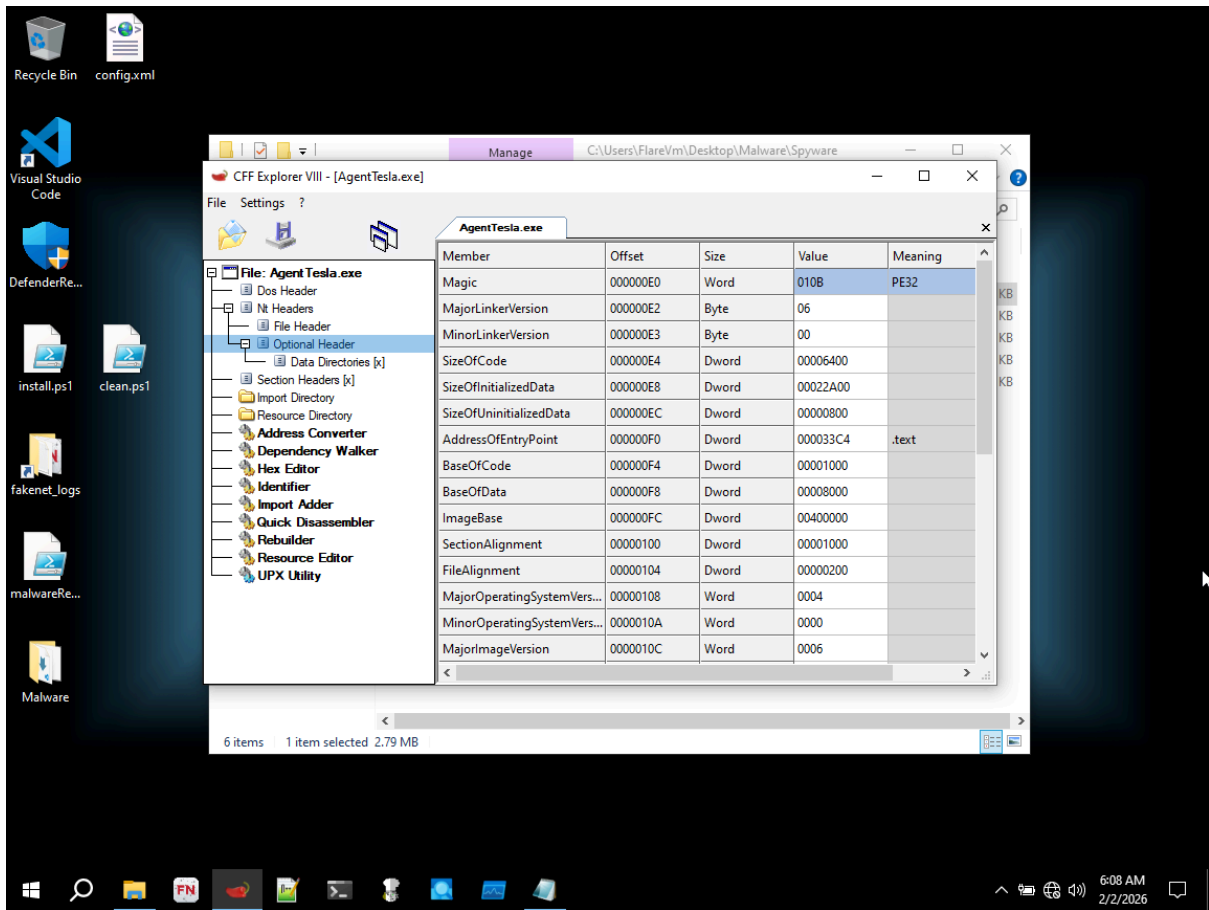 Recycle Bin
config.xml
Visual Studio
Code
DefenderRe...
install.ps1
clean.ps1
fakenet_logs
malwareRe...
Malware
Manage
C:\Users\FlareVm\Desktop\Malware\Spyware
?
CFF Explorer VIII - [AgentTesla.exe]
File Settings ?
AgentTesla.exe
File: AgentTesla.exe
Dos Header
Nt Headers
File Header
Optional Header
Data Directories [x]
Section Headers [x]
Import Directory
Resource Directory
Address Converter
Dependency Walker
Hex Editor
Identifier
Import Adder
Quick Disassembler
Rebuilder
Resource Editor
UPX Utility
Member Offset Size Value Meaning
Magic 000000E0 Word 010B PE32
MajorLinkerVersion 000000E2 Byte 06
MinorLinkerVersion 000000E3 Byte 00
SizeOfCode 000000E4 Dword 00006400
SizeOfInitializedData 000000E8 Dword 00022A00
SizeOfUninitializedData 000000EC Dword 00000800
AddressOfEntryPoint 000000F0 Dword 000033C4 .text
BaseOfCode 000000F4 Dword 00001000
BaseOfData 000000F8 Dword 00008000
ImageBase 000000FC Dword 00400000
SectionAlignment 00000100 Dword 00001000
FileAlignment 00000104 Dword 00000200
MajorOperatingSystemVers... 00000108 Word 0004
MinorOperatingSystemVers... 0000010A Word 0000
MajorImageVersion 0000010C Word 0006
KB
KB
KB
KB
KB
6 items 1 item selected 2.79 MB
FN
6:08 AM
2/2/2026